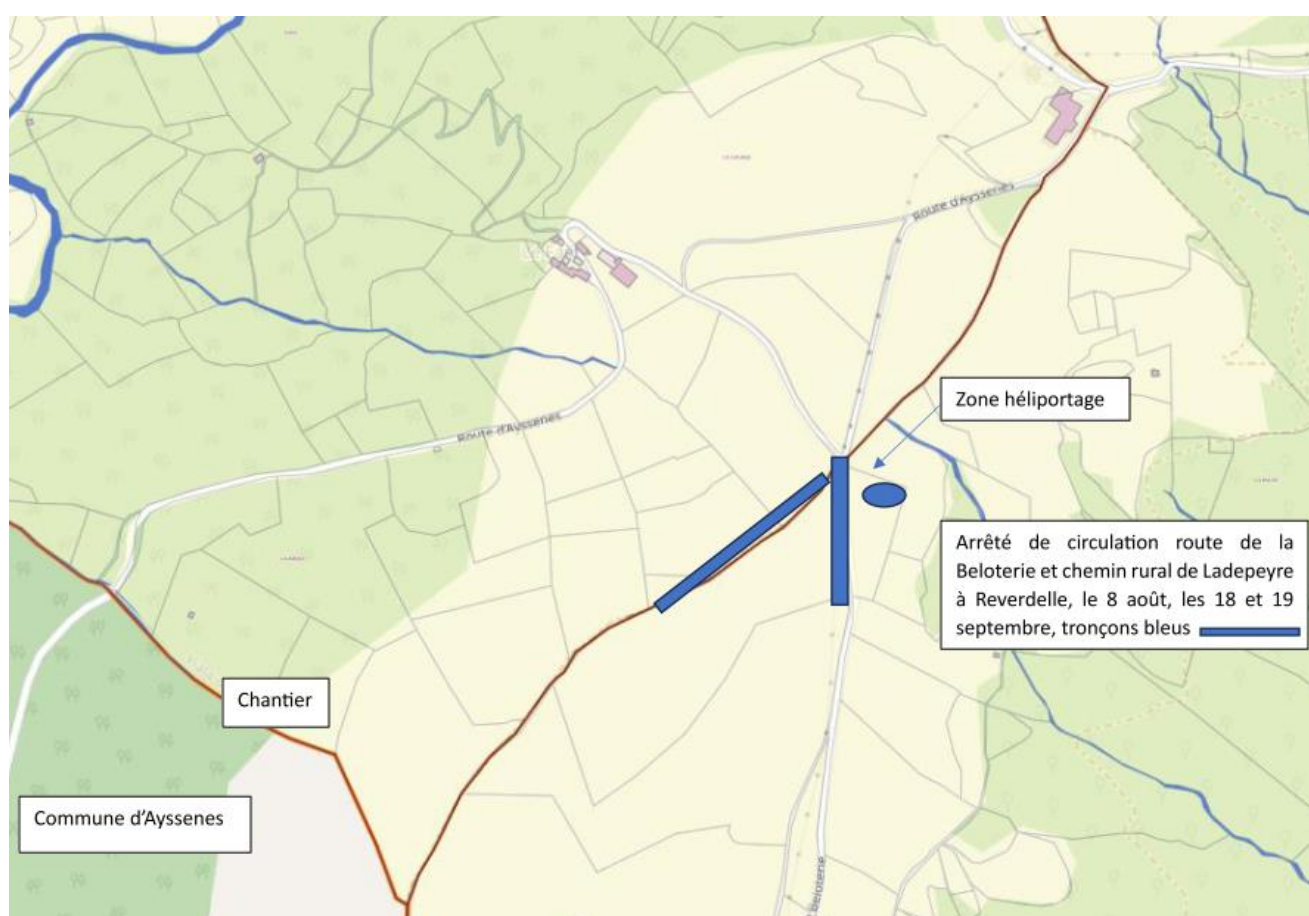 Route d'Ayssenes
Zone héliportage
Route d'Ayssenes
Arrêté de circulation route de la
Beloterie et chemin rural de Ladepeyre
à Reverdelle, le 8 août, les 18 et 19
septembre, tronçons bleus
Chantier
Commune d'Ayssenes
beloterie